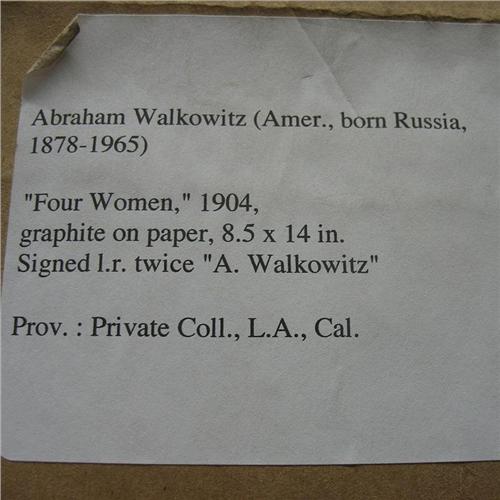 Abraham Walkowitz (Amer., born Russia,
1878-1965)
"Four Women," 1904,
graphite on paper, 8.5 x 14 in.
Signed l.r. twice "A. Walkowitz"
Prov. : Private Coll., L.A., Cal.